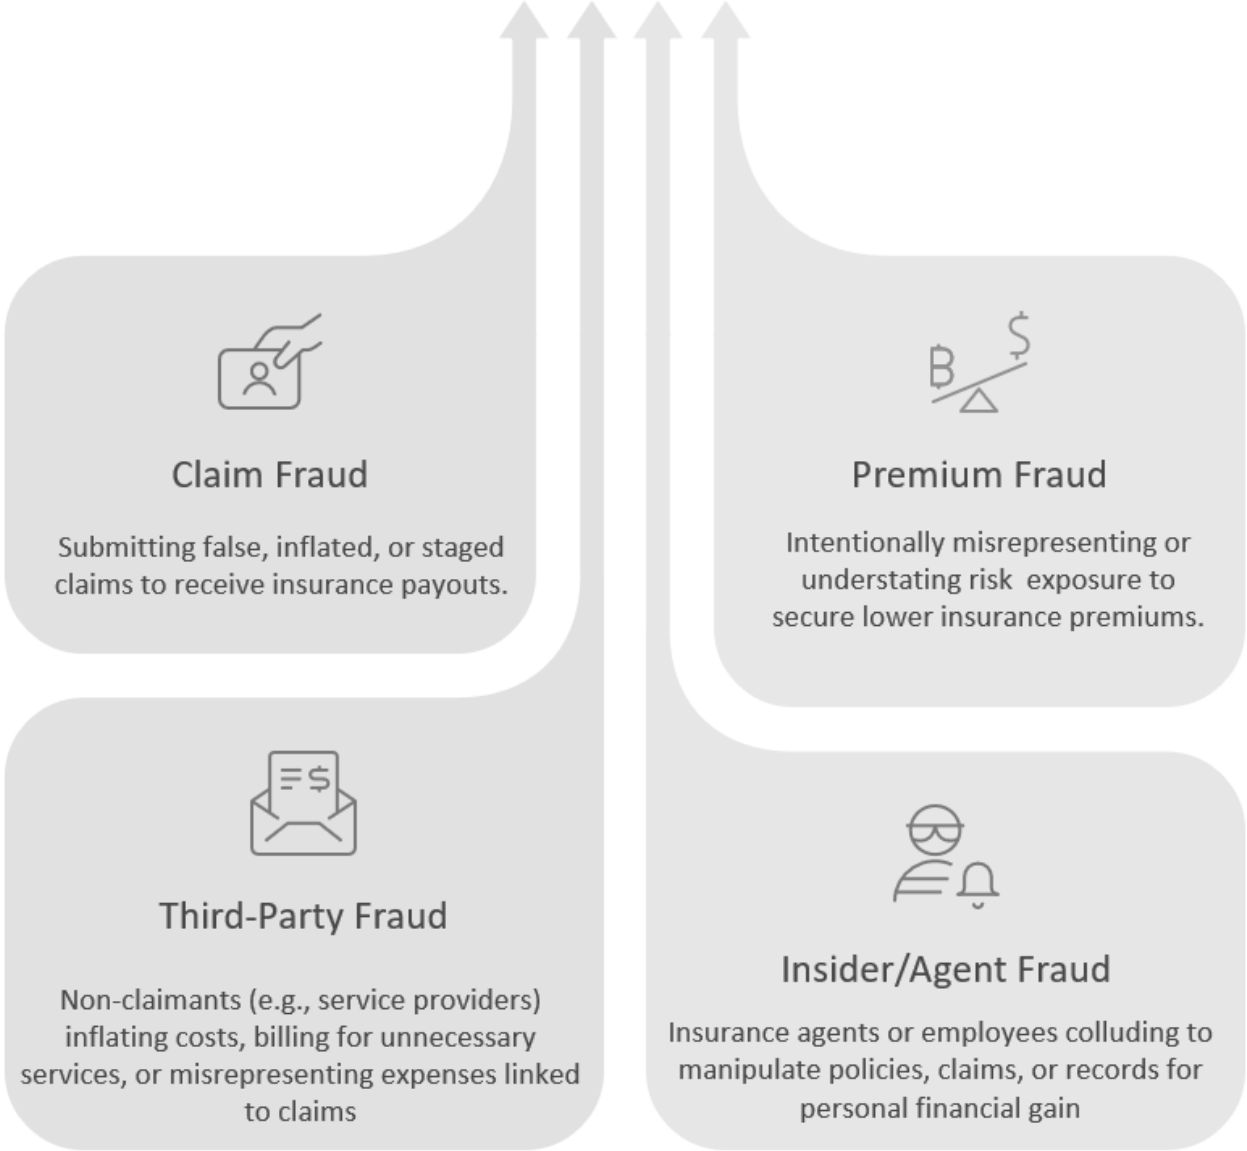 Claim Fraud
Submitting false, inflated, or staged
claims to receive insurance payouts.
Premium Fraud
Intentionally misrepresenting or
understating risk  exposure to
secure lower insurance premiums.
Third-Party Fraud
Non-claimants (e.g., service providers)
inflating costs, billing for unnecessary
services, or misrepresenting expenses linked
to claims
Insider/Agent Fraud
Insurance agents or employees colluding to
manipulate policies, claims, or records for
personal financial gain